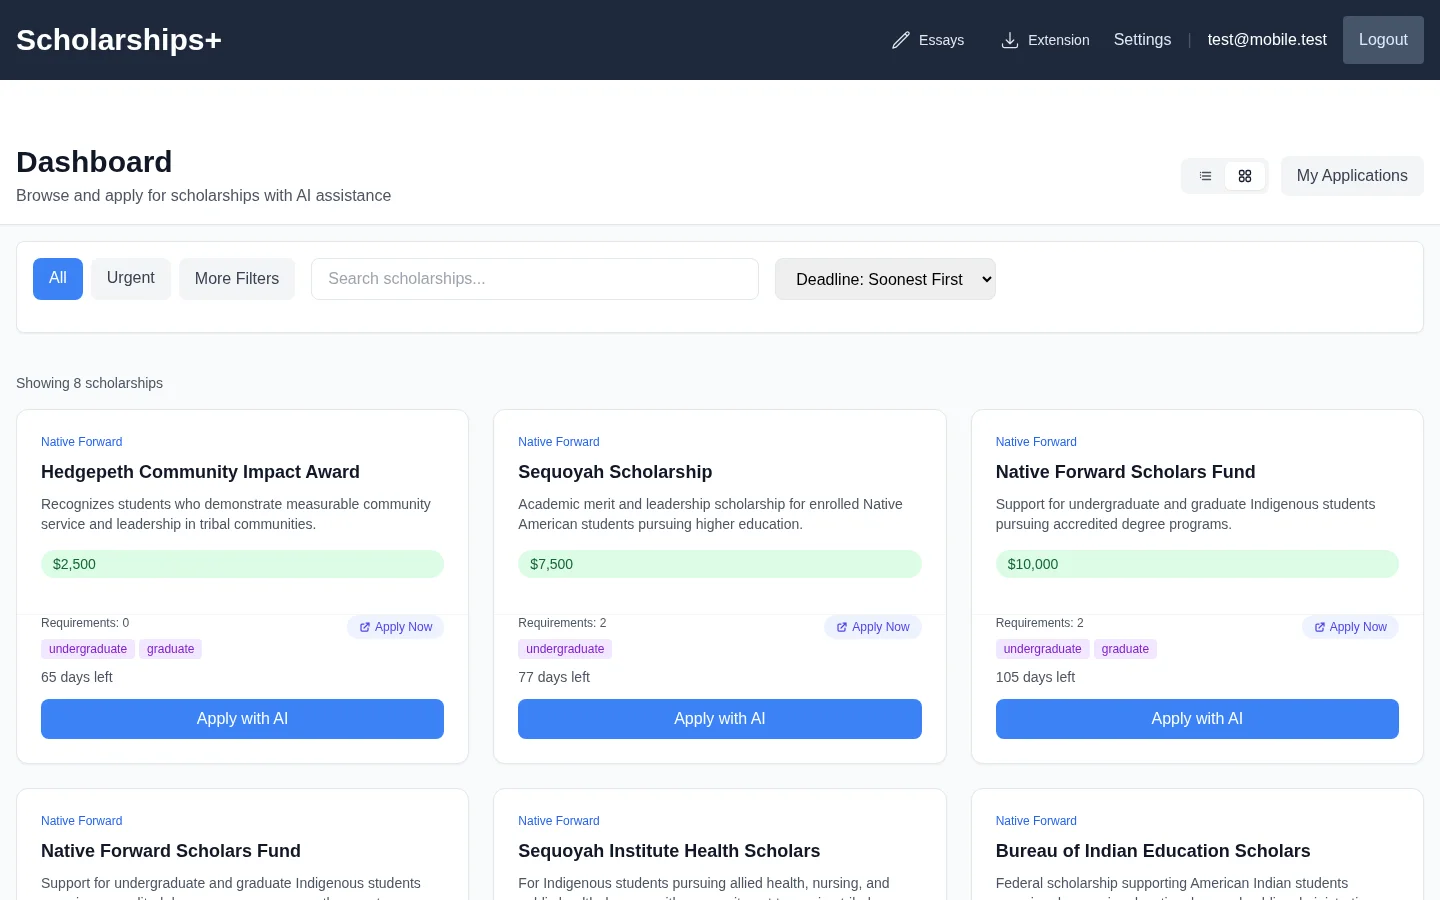 Scholarships+
Essays
Extension
Settings
|
test@mobile.test
Logout
Dashboard
Browse and apply for scholarships with AI assistance
My Applications
All
Urgent
More Filters
Search scholarships...
Deadline: Soonest First
Showing 8 scholarships
Native Forward
Hedgepeth Community Impact Award
Recognizes students who demonstrate measurable community
service and leadership in tribal communities.
$2,500
Requirements: 0
Apply Now
undergraduate
graduate
65 days left
Apply with AI
Native Forward
Sequoyah Scholarship
Academic merit and leadership scholarship for enrolled Native
American students pursuing higher education.
$7,500
Requirements: 2
Apply Now
undergraduate
77 days left
Apply with AI
Native Forward
Native Forward Scholars Fund
Support for undergraduate and graduate Indigenous students
pursuing accredited degree programs.
$10,000
Requirements: 2
Apply Now
undergraduate
graduate
105 days left
Apply with AI
Native Forward
Native Forward Scholars Fund
Support for undergraduate and graduate Indigenous students
Native Forward
Sequoyah Institute Health Scholars
For Indigenous students pursuing allied health, nursing, and
Native Forward
Bureau of Indian Education Scholars
Federal scholarship supporting American Indian students